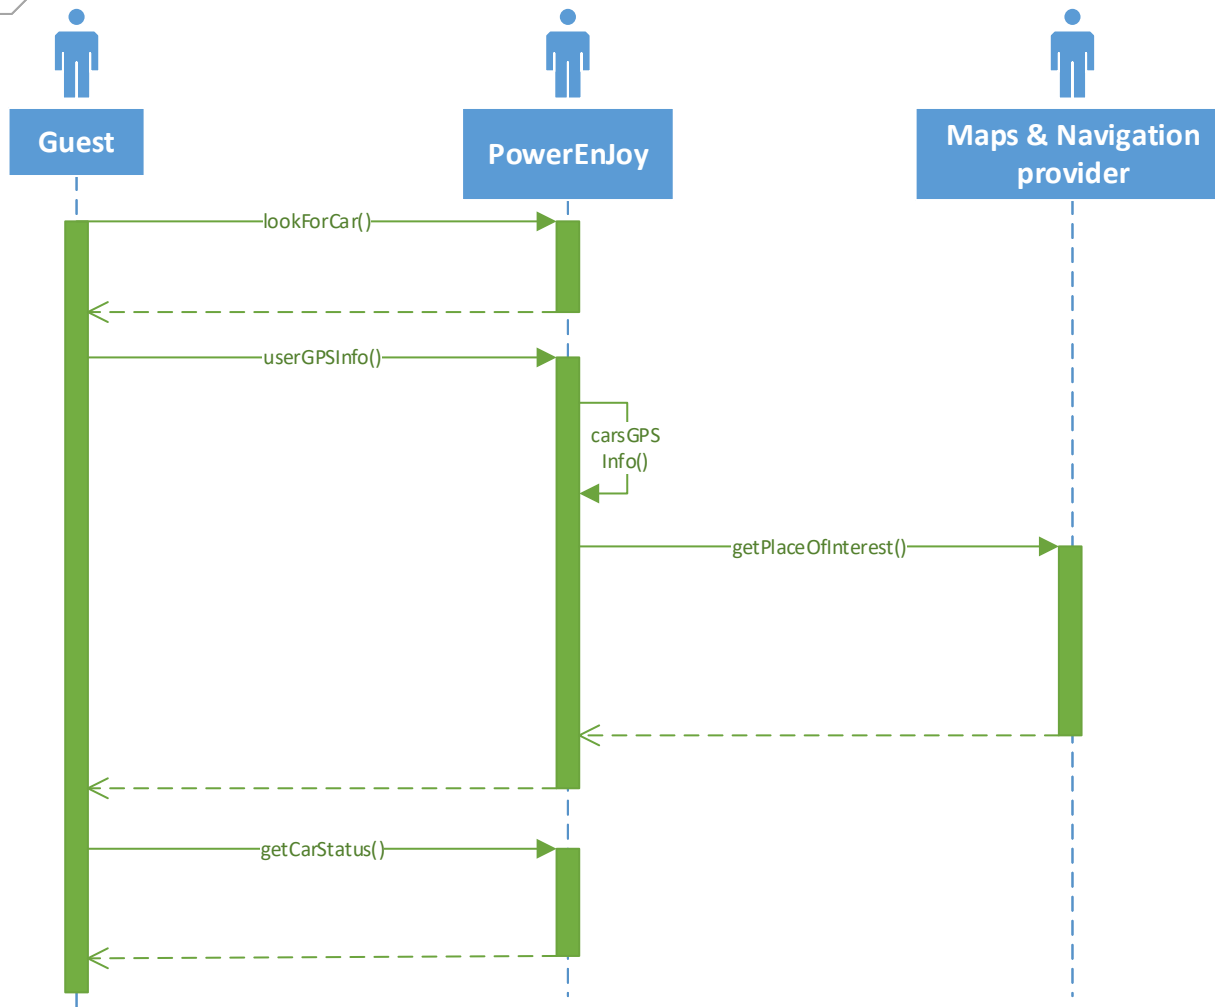 Guest
PowerEnJoy
Maps & Navigation
provider
lookForCar()
userGPSInfo()
carsGPS
Info()
getPlaceOfInterest()
getCarStatus()